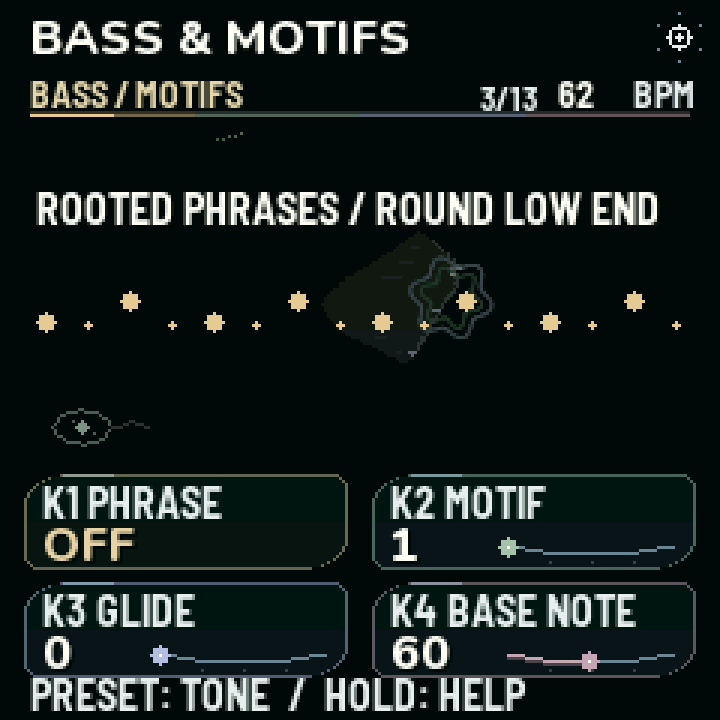 BASS & MOTIFS
BASS / MOTIFS 3/13 62 BPM
ROOTED PHRASES / ROUND LOW END
K1 PHRASE K2 MOTIF
OFF 1
K3 GLIDE K4 BASE NOTE
0 60
PRESET: TONE / HOLD: HELP